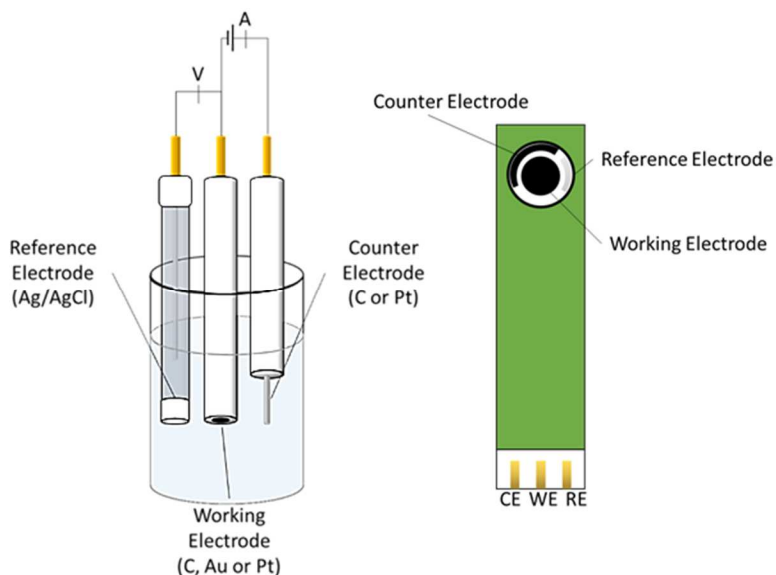 A
V
Reference
Electrode
(Ag/AgCl)
Counter
Electrode
(C or Pt)
Working
Electrode
(C, Au or Pt)
Counter Electrode
Reference Electrode
Working Electrode
CE WE RE